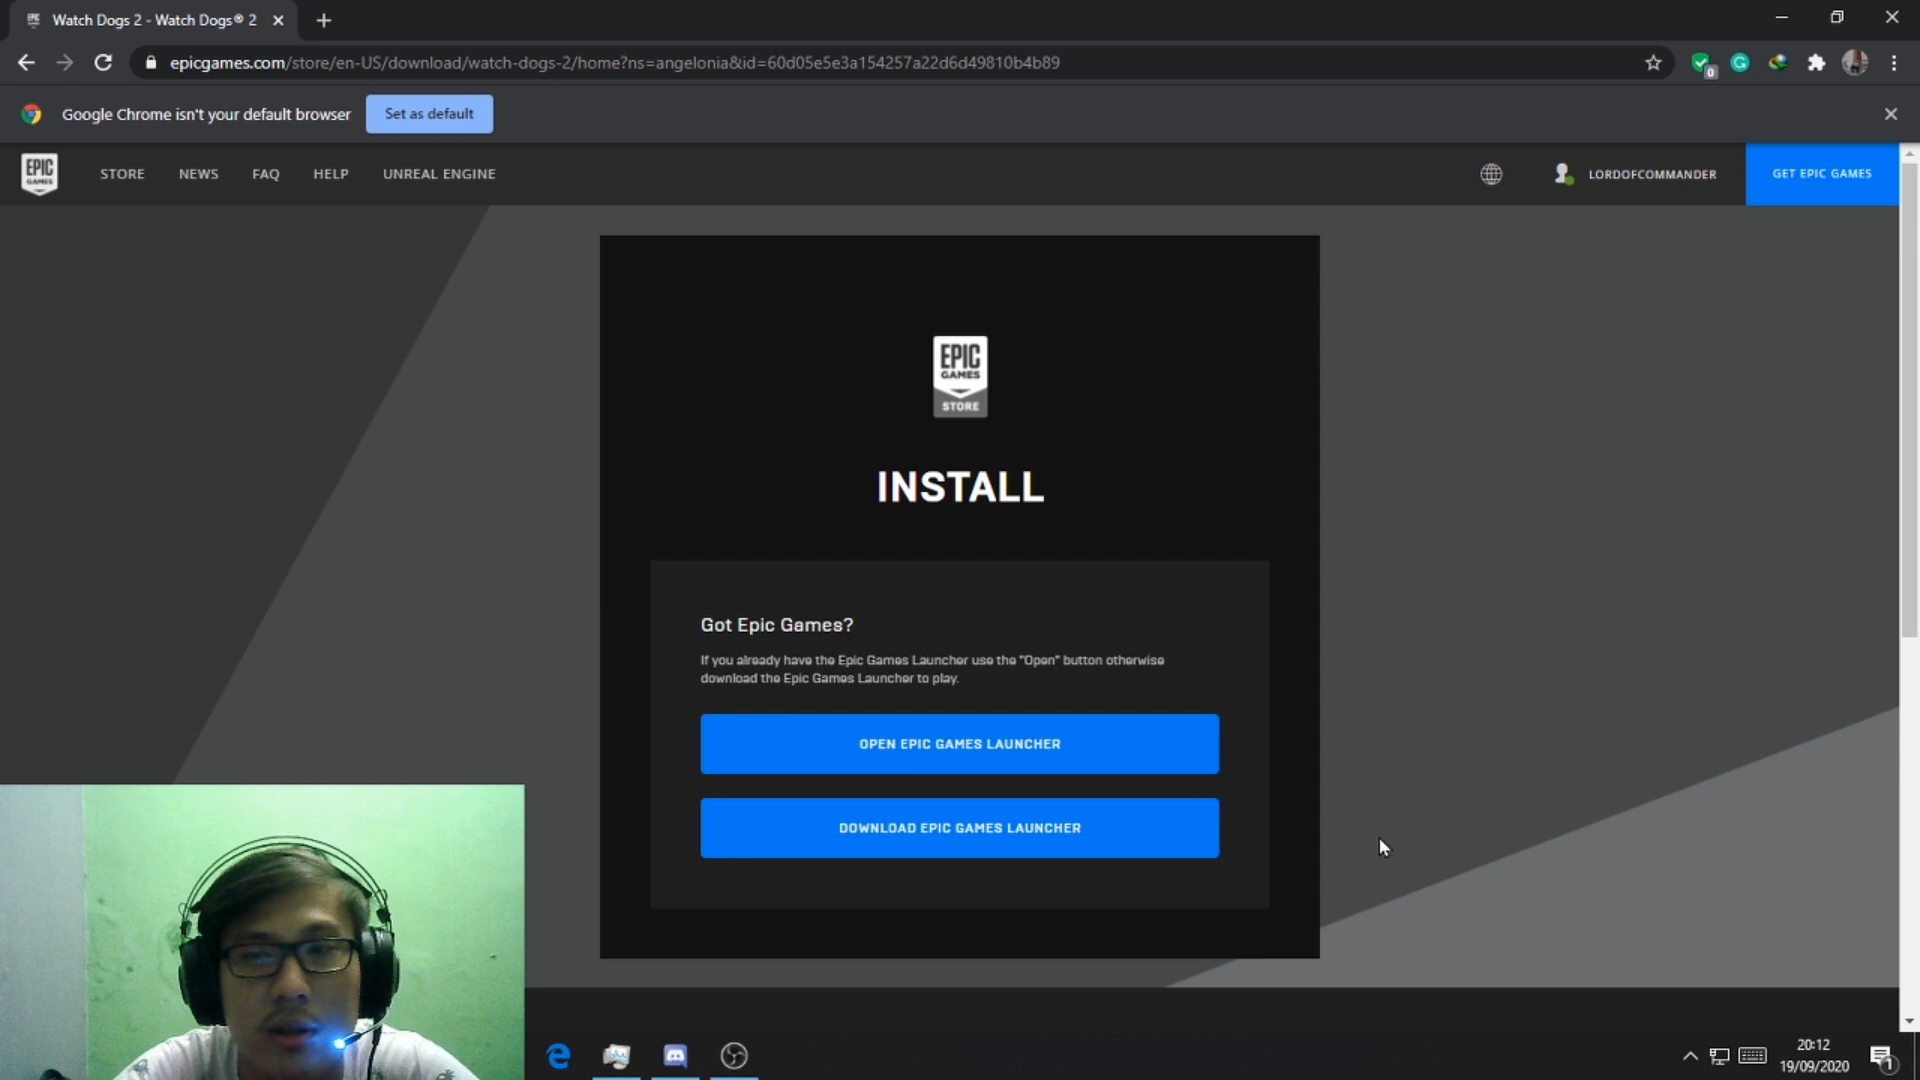 Watch Dogs 2 - Watch Dogs® 2
epicgames.com/store/en-US/download/watch-dogs-2/home?ns=angelonia&id=60d05e5e3a154257a22d6d49810b4b89
0
Google Chrome isn't your default browser
Set as default
EPIC
GAMES
STORE
NEWS
FAQ
HELP
UNREAL ENGINE
LORDOFCOMMANDER
GET EPIC GAMES
EPIC
GAMES
STORE
INSTALL
Got Epic Games?
If you already have the Epic Games Launcher use the "Open" button otherwise
download the Epic Games Launcher to play.
OPEN EPIC GAMES LAUNCHER
DOWNLOAD EPIC GAMES LAUNCHER
20:12
19/09/2020
1